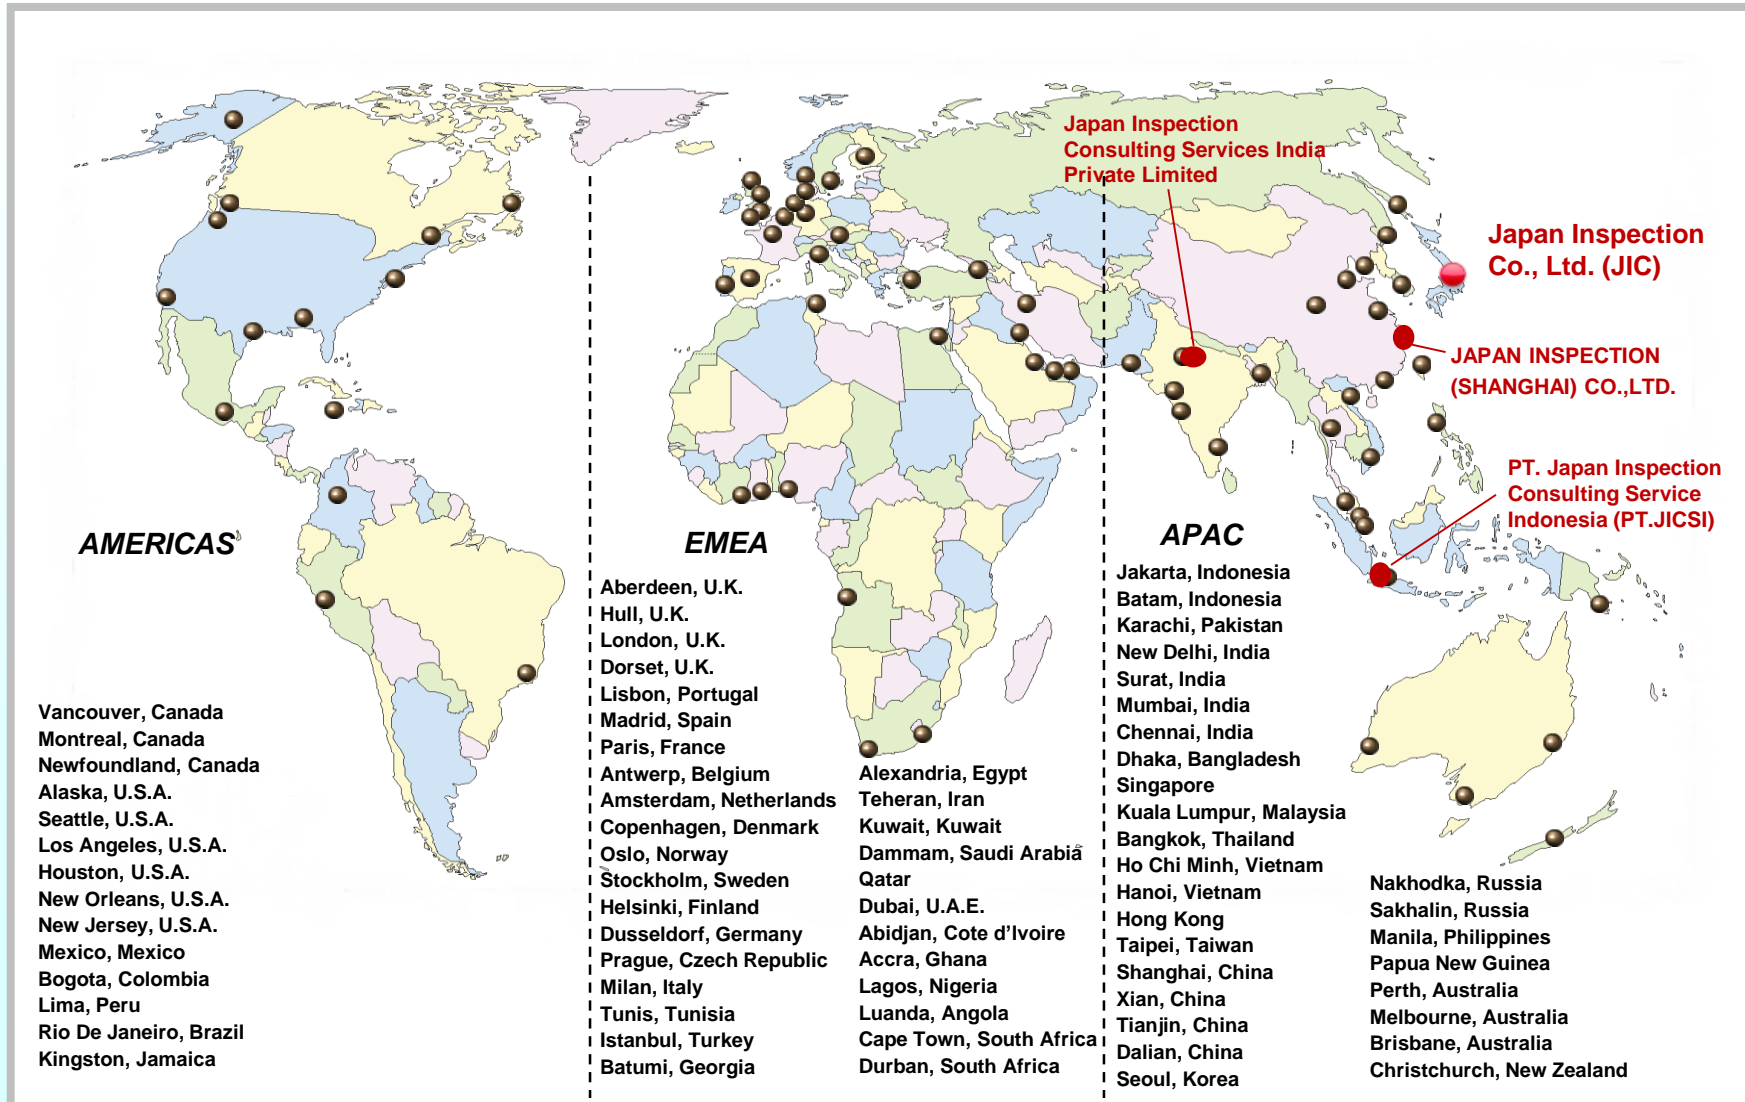 Japan Inspection
Consulting Services India
Private Limited
Japan Inspection
Co., Ltd. (JIC)
JAPAN INSPECTION
(SHANGHAI) CO.,LTD.
PT. Japan Inspection
Consulting Service
Indonesia (PT.JICSI)
AMERICAS
Vancouver, Canada
Montreal, Canada
Newfoundland, Canada
Alaska, U.S.A.
Seattle, U.S.A.
Los Angeles, U.S.A.
Houston, U.S.A.
New Orleans, U.S.A.
New Jersey, U.S.A.
Mexico, Mexico
Bogota, Colombia
Lima, Peru
Rio De Janeiro, Brazil
Kingston, Jamaica
EMEA
Aberdeen, U.K.
Hull, U.K.
London, U.K.
Dorset, U.K.
Lisbon, Portugal
Madrid, Spain
Paris, France
Antwerp, Belgium
Amsterdam, Netherlands
Copenhagen, Denmark
Oslo, Norway
Stockholm, Sweden
Helsinki, Finland
Dusseldorf, Germany
Prague, Czech Republic
Milan, Italy
Tunis, Tunisia
Istanbul, Turkey
Batumi, Georgia
Alexandria, Egypt
Teheran, Iran
Kuwait, Kuwait
Dammam, Saudi Arabia
Qatar
Dubai, U.A.E.
Abidjan, Cote d’Ivoire
Accra, Ghana
Lagos, Nigeria
Luanda, Angola
Cape Town, South Africa
Durban, South Africa
APAC
Jakarta, Indonesia
Batam, Indonesia
Karachi, Pakistan
New Delhi, India
Surat, India
Mumbai, India
Chennai, India
Dhaka, Bangladesh
Singapore
Kuala Lumpur, Malaysia
Bangkok, Thailand
Ho Chi Minh, Vietnam
Hanoi, Vietnam
Hong Kong
Taipei, Taiwan
Shanghai, China
Xian, China
Tianjin, China
Dalian, China
Seoul, Korea
Nakhodka, Russia
Sakhalin, Russia
Manila, Philippines
Papua New Guinea
Perth, Australia
Melbourne, Australia
Brisbane, Australia
Christchurch, New Zealand